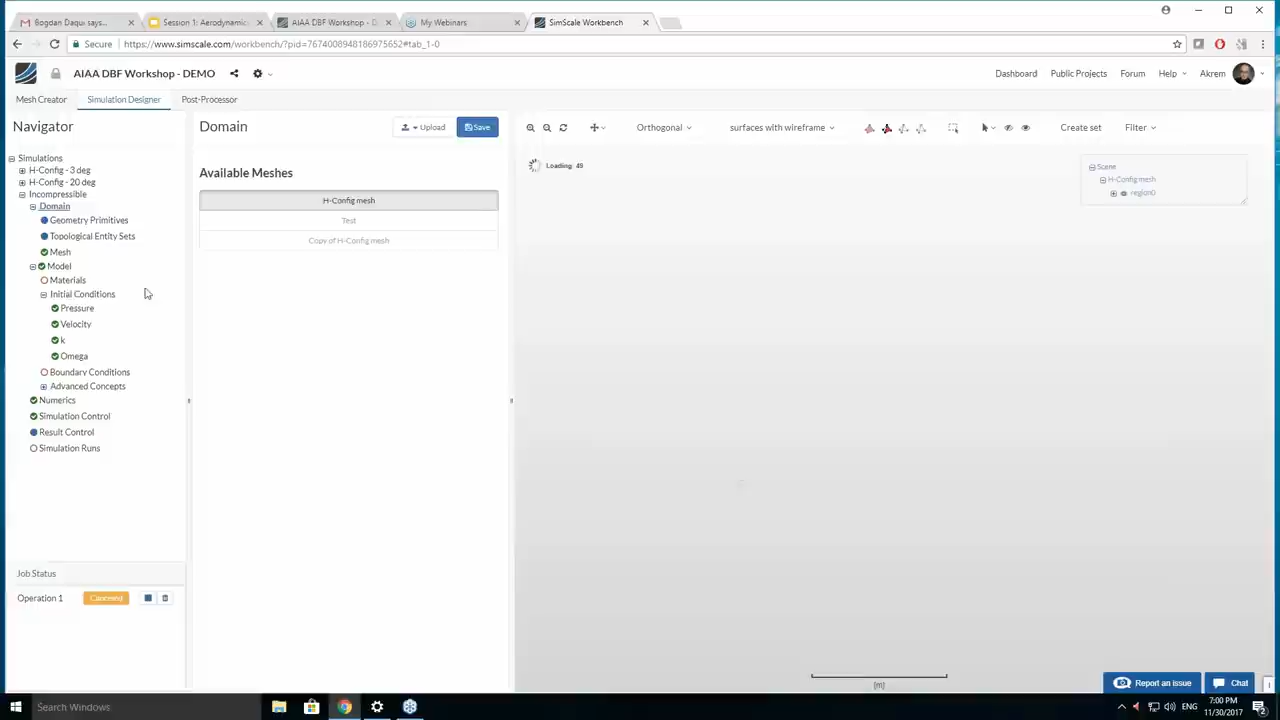 Bogdan Daqui says...
Session 1: Aerodynamics
AIAA DBF Workshop - D
My Webinars
SimScale Workbench
Secure
https://www.simscale.com/workbench/?pid=7674008948186975652#tab_1-0
AIAA DBF Workshop - DEMO
Dashboard
Public Projects
Forum
Help
Akrem
Mesh Creator
Simulation Designer
Post-Processor
Navigator
Domain
Upload
Save
Orthogonal
surfaces with wireframe
Create set
Filter
Simulations
H-Config - 3 deg
H-Config - 20 deg
Incompressible
Domain
Geometry Primitives
Topological Entity Sets
Mesh
Model
Materials
Initial Conditions
Pressure
Velocity
k
Omega
Boundary Conditions
Advanced Concepts
Numerics
Simulation Control
Result Control
Simulation Runs
Available Meshes
H-Config mesh
Test
Copy of H-Config mesh
Loading 49
Scene
H-Config mesh
region0
Job Status
Operation 1
Canceled
[m]
Report an issue
Chat
Search Windows
ENG
7:00 PM
11/30/2017